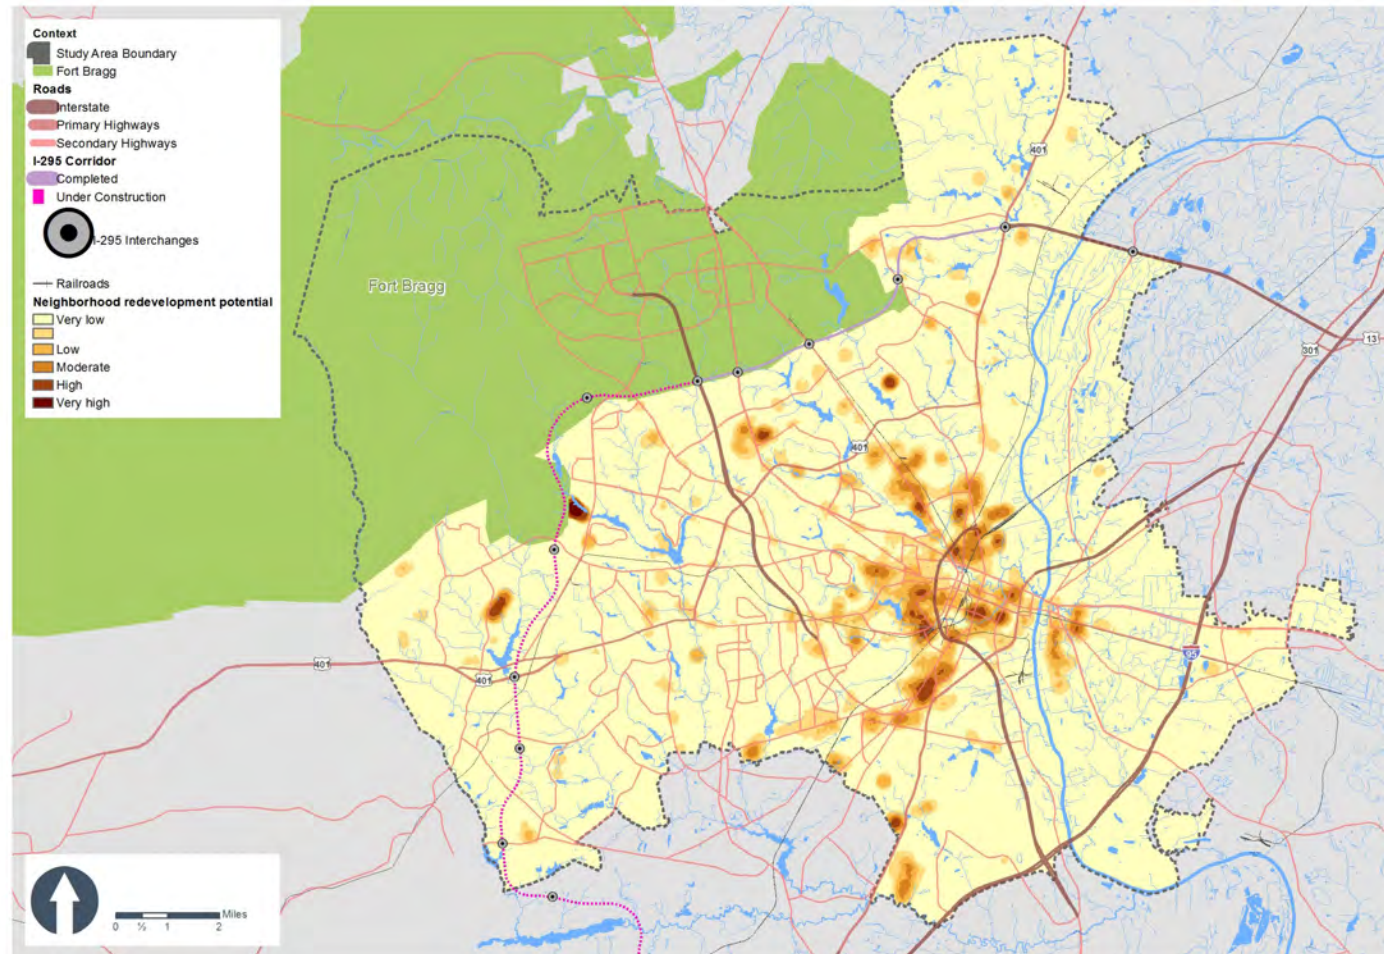 Context
Study Area Boundary
Fort Bragg
Roads
Interstate
Primary Highways
Secondary Highways
I-295 Corridor
Completed
Under Construction
I-295 Interchanges
Railroads
Neighborhood redevelopment potential
Very low
Low
Moderate
High
Very high
Fort Bragg
401
13
301
401
401
401
95
Miles
0 ½ 1 2